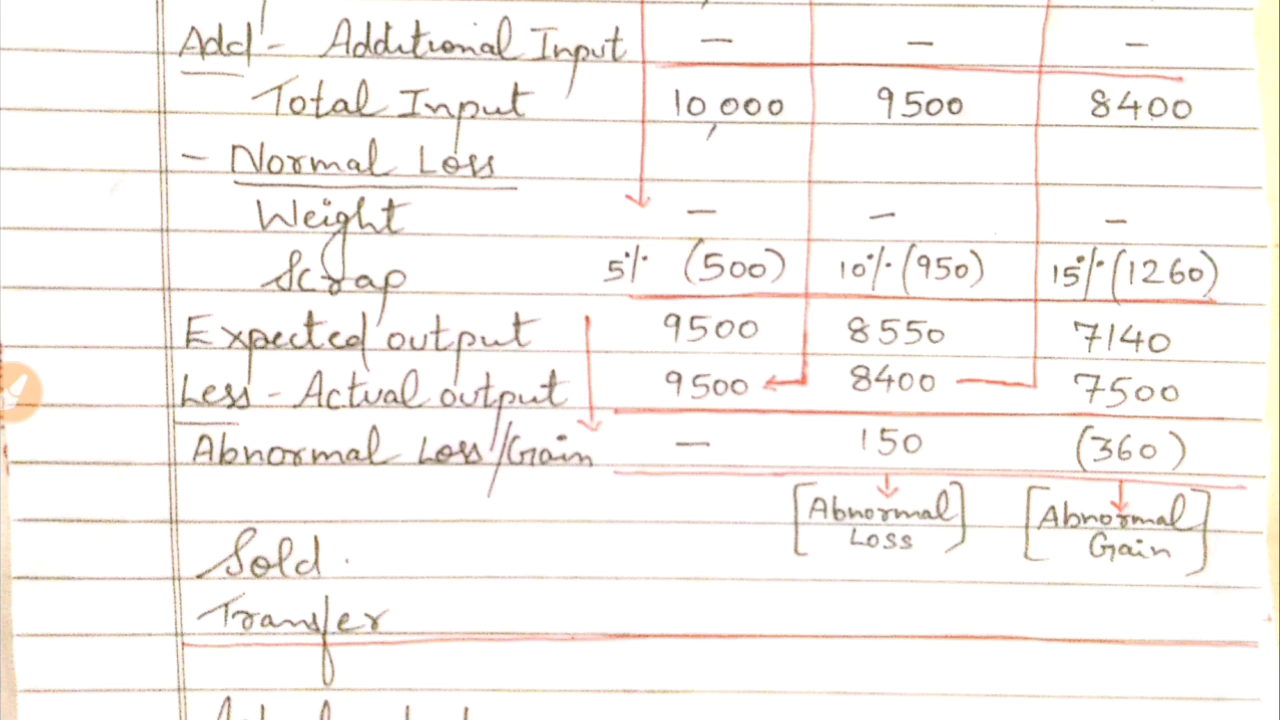 Add - Additional Input — — —
Total Input 10,000 9500 8400
- Normal Loss
Weight — — —
Scrap 5% (500) 10% (950) 15% (1260)
Expected output 9500 8550 7140
Less - Actual output 9500 8400 7500
Abnormal Loss/Gain — 150 (360)
[Abnormal Loss] [Abnormal Gain]
Sold.
Transfer